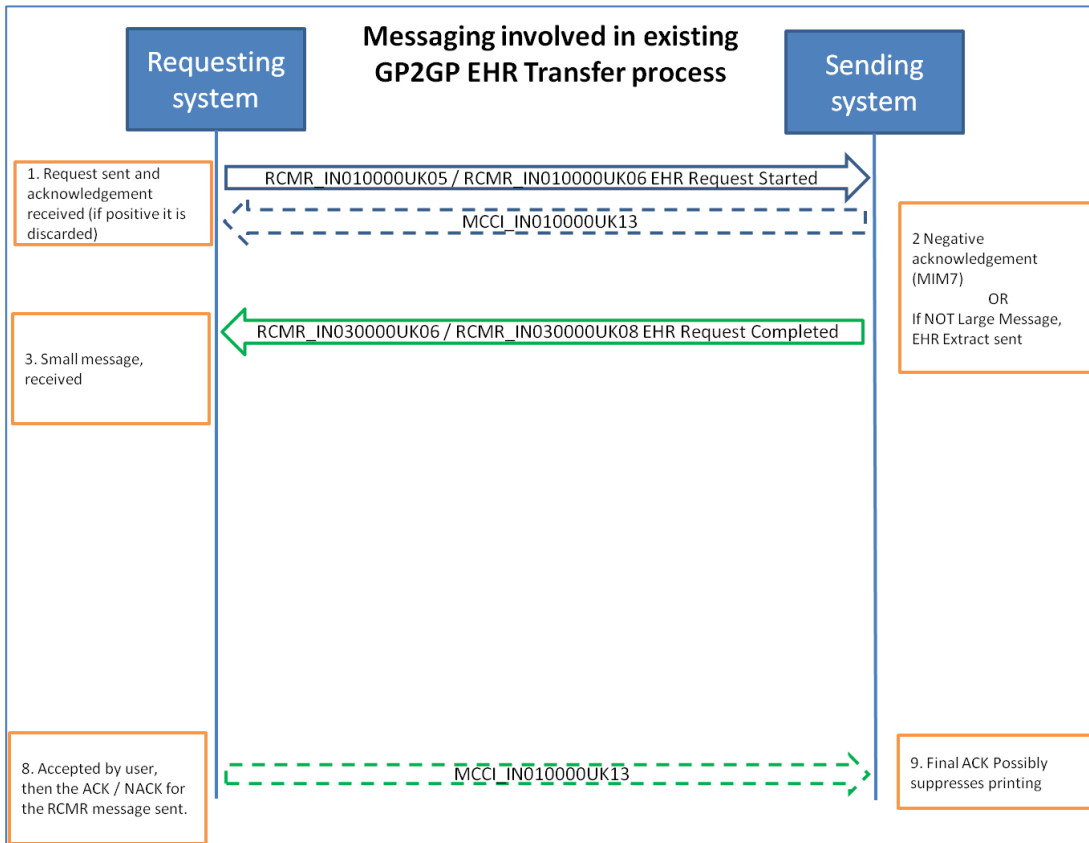 Messaging involved in existing
GP2GP EHR Transfer process
Requesting
system
Sending
system
1. Request sent and
acknowledgement
received (if positive it is
discarded)
RCMR_IN010000UK05 / RCMR_IN010000UK06 EHR Request Started
MCCI_IN010000UK13
2 Negative
acknowledgement
(MIM7)
OR
If NOT Large Message,
EHR Extract sent
RCMR_IN030000UK06 / RCMR_IN030000UK08 EHR Request Completed
3. Small message,
received
8. Accepted by user,
then the ACK / NACK for
the RCMR message sent.
MCCI_IN010000UK13
9. Final ACK Possibly
suppresses printing